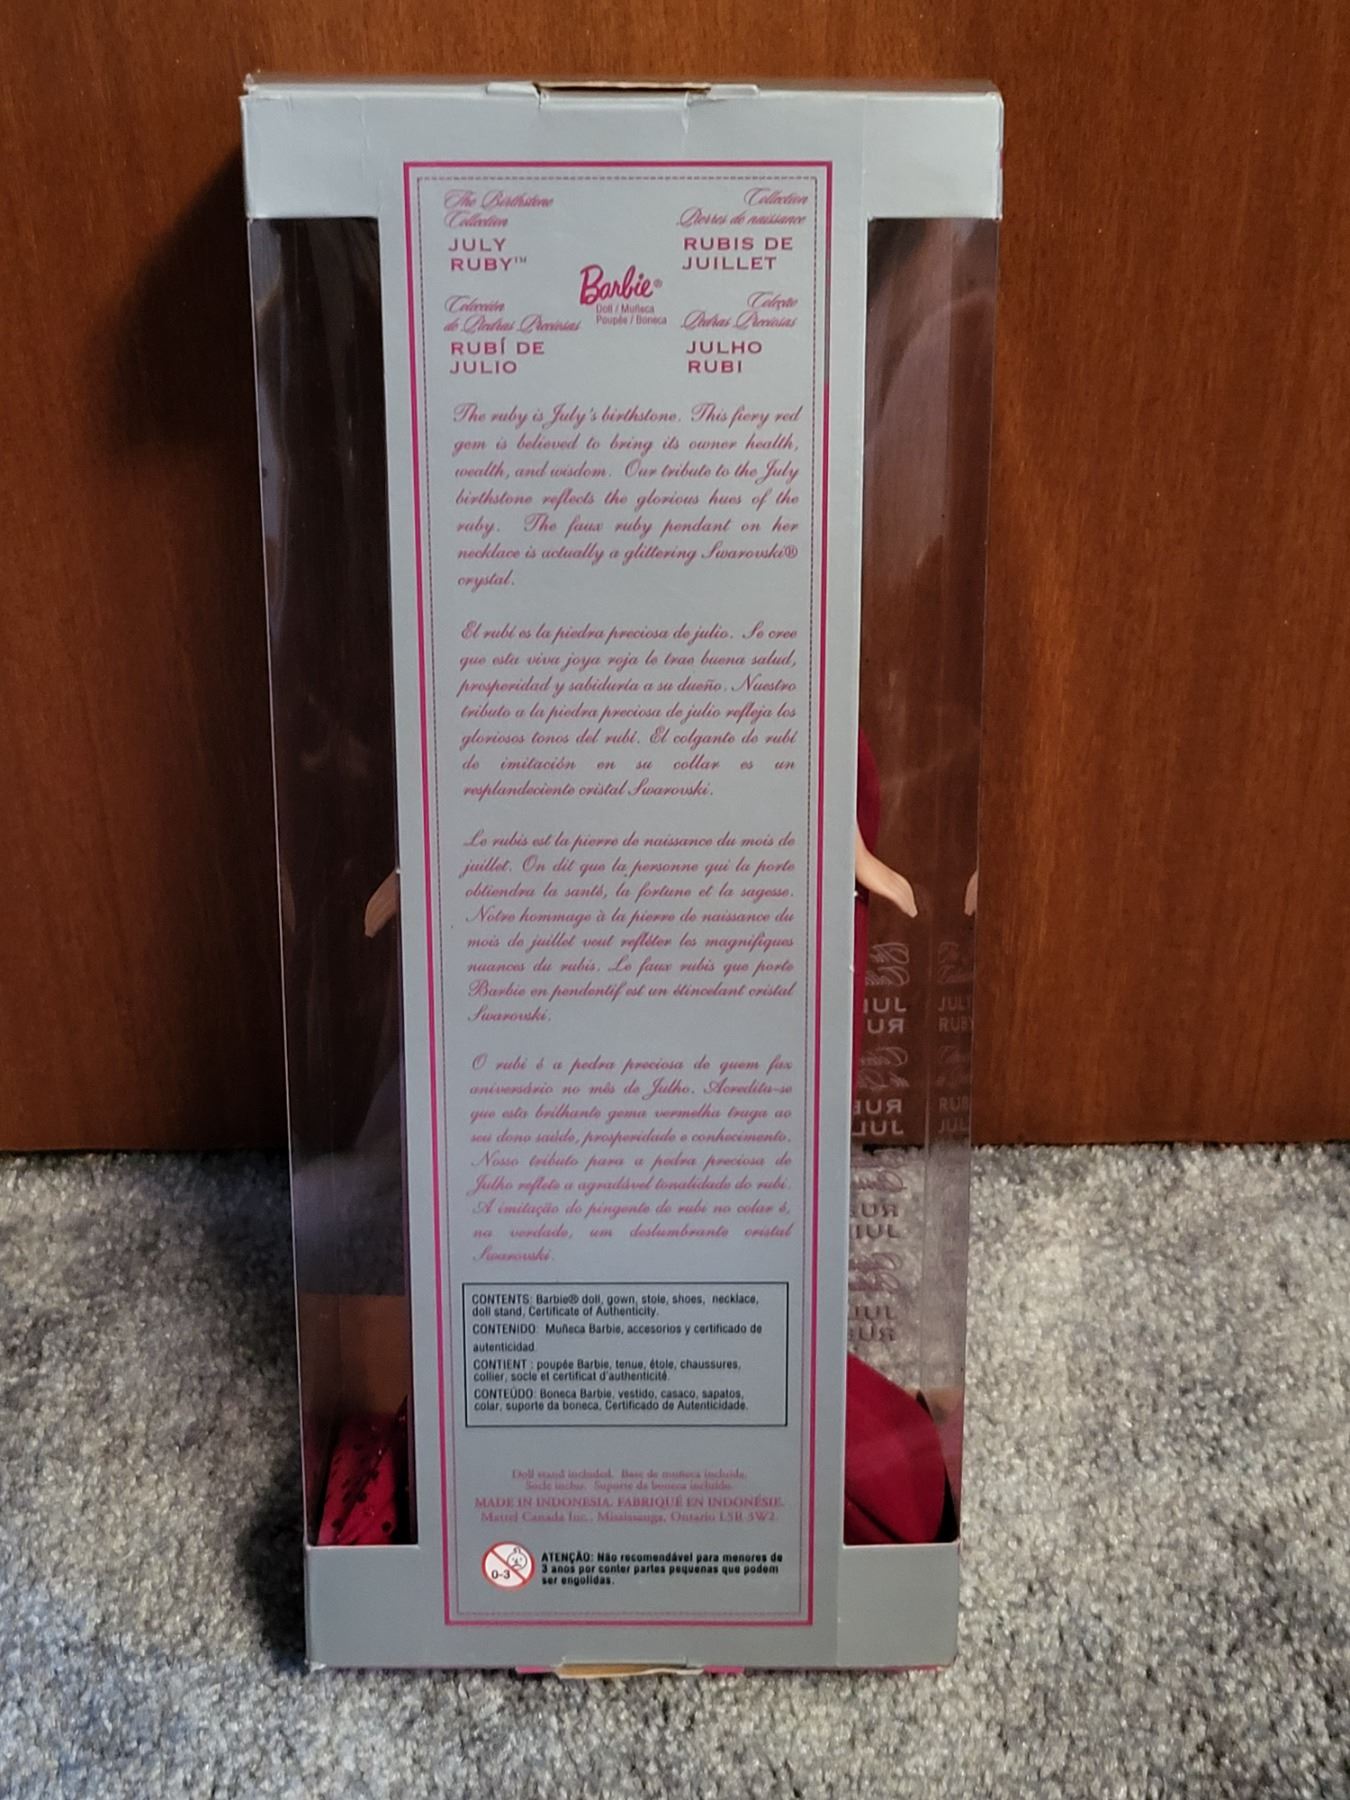 The Birthstone
Collection
JULY
RUBY™
Collection
Pierres de naissance
RUBIS DE
JUILLET
Barbie®
Doll / Muñeca
Poupée / Boneca
Colección
de Piedras Preciosas
RUBÍ DE
JULIO
Coleção
Pedras Preciosas
JULHO
RUBI
The ruby is July's birthstone. This fiery red
gem is believed to bring its owner health,
wealth, and wisdom. Our tribute to the July
birthstone reflects the glorious hues of the
ruby. The faux ruby pendant on her
necklace is actually a glittering Swarovski®
crystal.
El rubí es la piedra preciosa de julio. Se cree
que esta viva joya roja le trae buena salud,
prosperidad y sabiduría a su dueño. Nuestro
tributo a la piedra preciosa de julio refleja los
gloriosos tonos del rubí. El colgante de rubí
de imitación en su collar es un
resplandeciente cristal Swarovski.
Le rubis est la pierre de naissance du mois de
juillet. On dit que la personne qui la porte
obtiendra la santé, la fortune et la sagesse.
Notre hommage à la pierre de naissance du
mois de juillet veut refléter les magnifiques
nuances du rubis. Le faux rubis que porte
Barbie en pendentif est un étincelant cristal
Swarovski.
O rubi é a pedra preciosa de quem faz
aniversário no mês de Julho. Acredita-se
que esta brilhante gema vermelha traga ao
seu dono saúde, prosperidade e conhecimento.
Nosso tributo para a pedra preciosa de
Julho reflete a agradável tonalidade do rubi.
A imitação do pingente de rubi no colar é,
na verdade, um deslumbrante cristal
Swarovski.
CONTENTS: Barbie® doll, gown, stole, shoes, necklace,
doll stand, Certificate of Authenticity.
CONTENIDO: Muñeca Barbie, accesorios y certificado de
autenticidad.
CONTIENT : poupée Barbie, tenue, étole, chaussures,
collier, socle et certificat d'authenticité.
CONTEÚDO: Boneca Barbie, vestido, casaco, sapatos,
colar, suporte da boneca, Certificado de Autenticidade.
Doll stand included. Base de muñeca incluida.
Socle inclus. Suporte da boneca incluído.
MADE IN INDONESIA. FABRIQUÉ EN INDONÉSIE.
Mattel Canada Inc., Mississauga, Ontario L5R 3W2.
0-3
ATENÇÃO: Não recomendável para menores de
3 anos por conter partes pequenas que podem
ser engolidas.